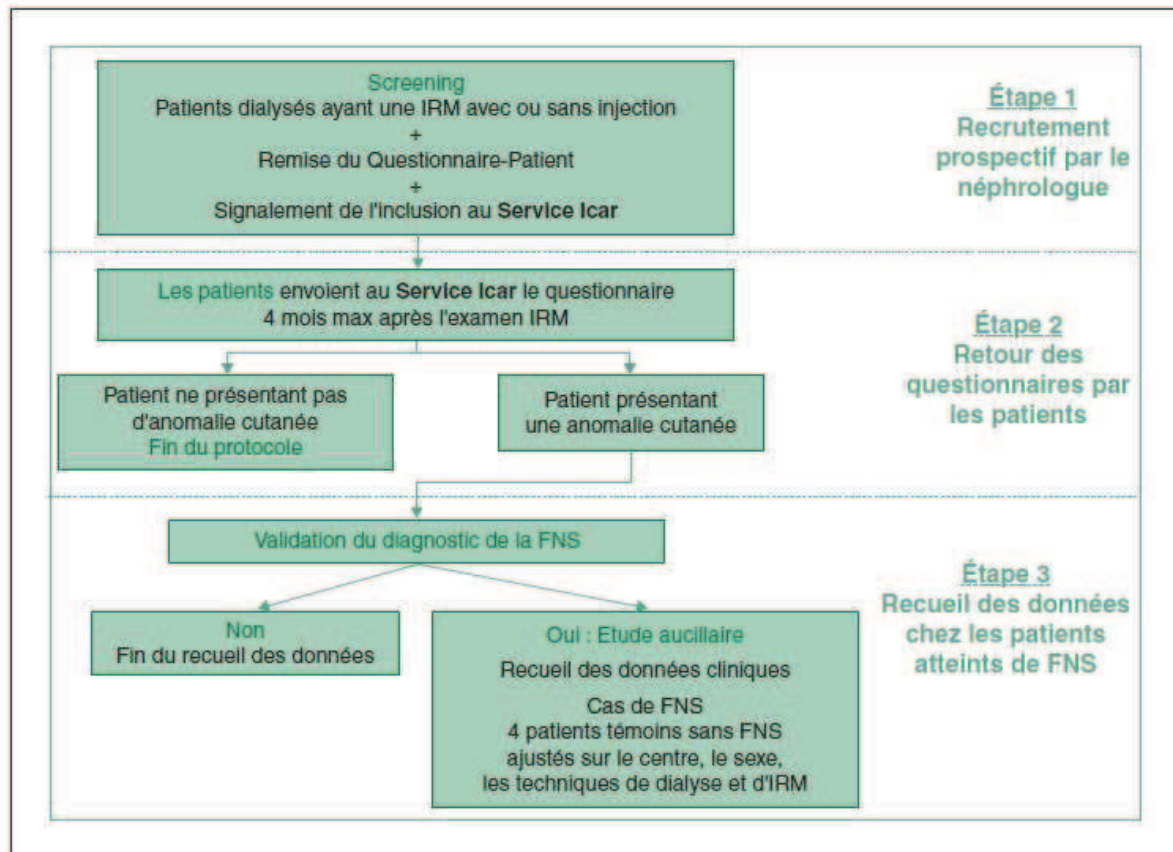 Screening
Patients dialysés ayant une IRM avec ou sans injection
+
Remise du Questionnaire-Patient
+
Signalement de l'inclusion au Service Icar
Étape 1
Recrutement
prospectif par le
néphrologue
Les patients envoient au Service Icar le questionnaire
4 mois max après l'examen IRM
Patient ne présentant pas
d'anomalie cutanée
Fin du protocole
Patient présentant
une anomalie cutanée
Étape 2
Retour des
questionnaires par
les patients
Validation du diagnostic de la FNS
Non
Fin du recueil des données
Oui : Etude aucillaire
Recueil des données cliniques
Cas de FNS
4 patients témoins sans FNS
ajustés sur le centre, le sexe,
les techniques de dialyse et d'IRM
Étape 3
Recueil des données
chez les patients
atteints de FNS